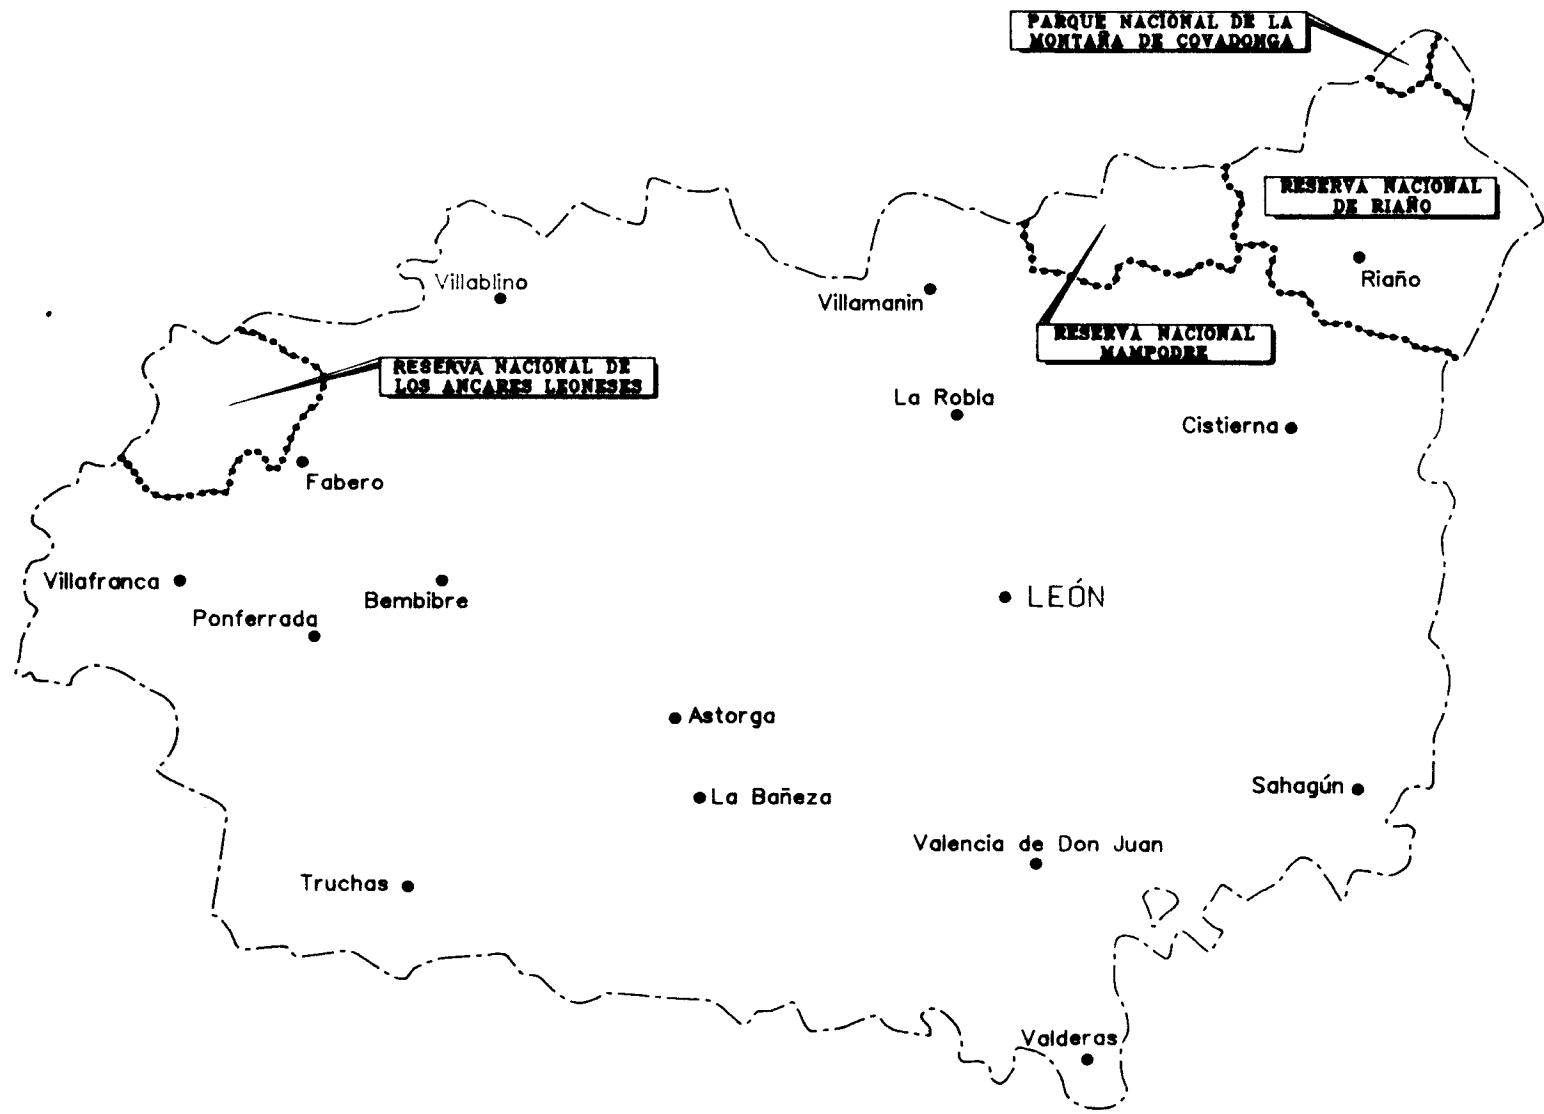 PARQUE NACIONAL DE LA
MONTAÑA DE COVADONGA
RESERVA NACIONAL
DE RIAÑO
Riaño
Villablino
Villamanin
RESERVA NACIONAL
MAMPODRE
RESERVA NACIONAL DE
LOS ANCARES LEONESES
La Robla
Cistierna
Fabero
Villafranca
Bembibre
LEÓN
Ponferrada
Astorga
Sahagún
La Bañeza
Valencia de Don Juan
Truchas
Valderas